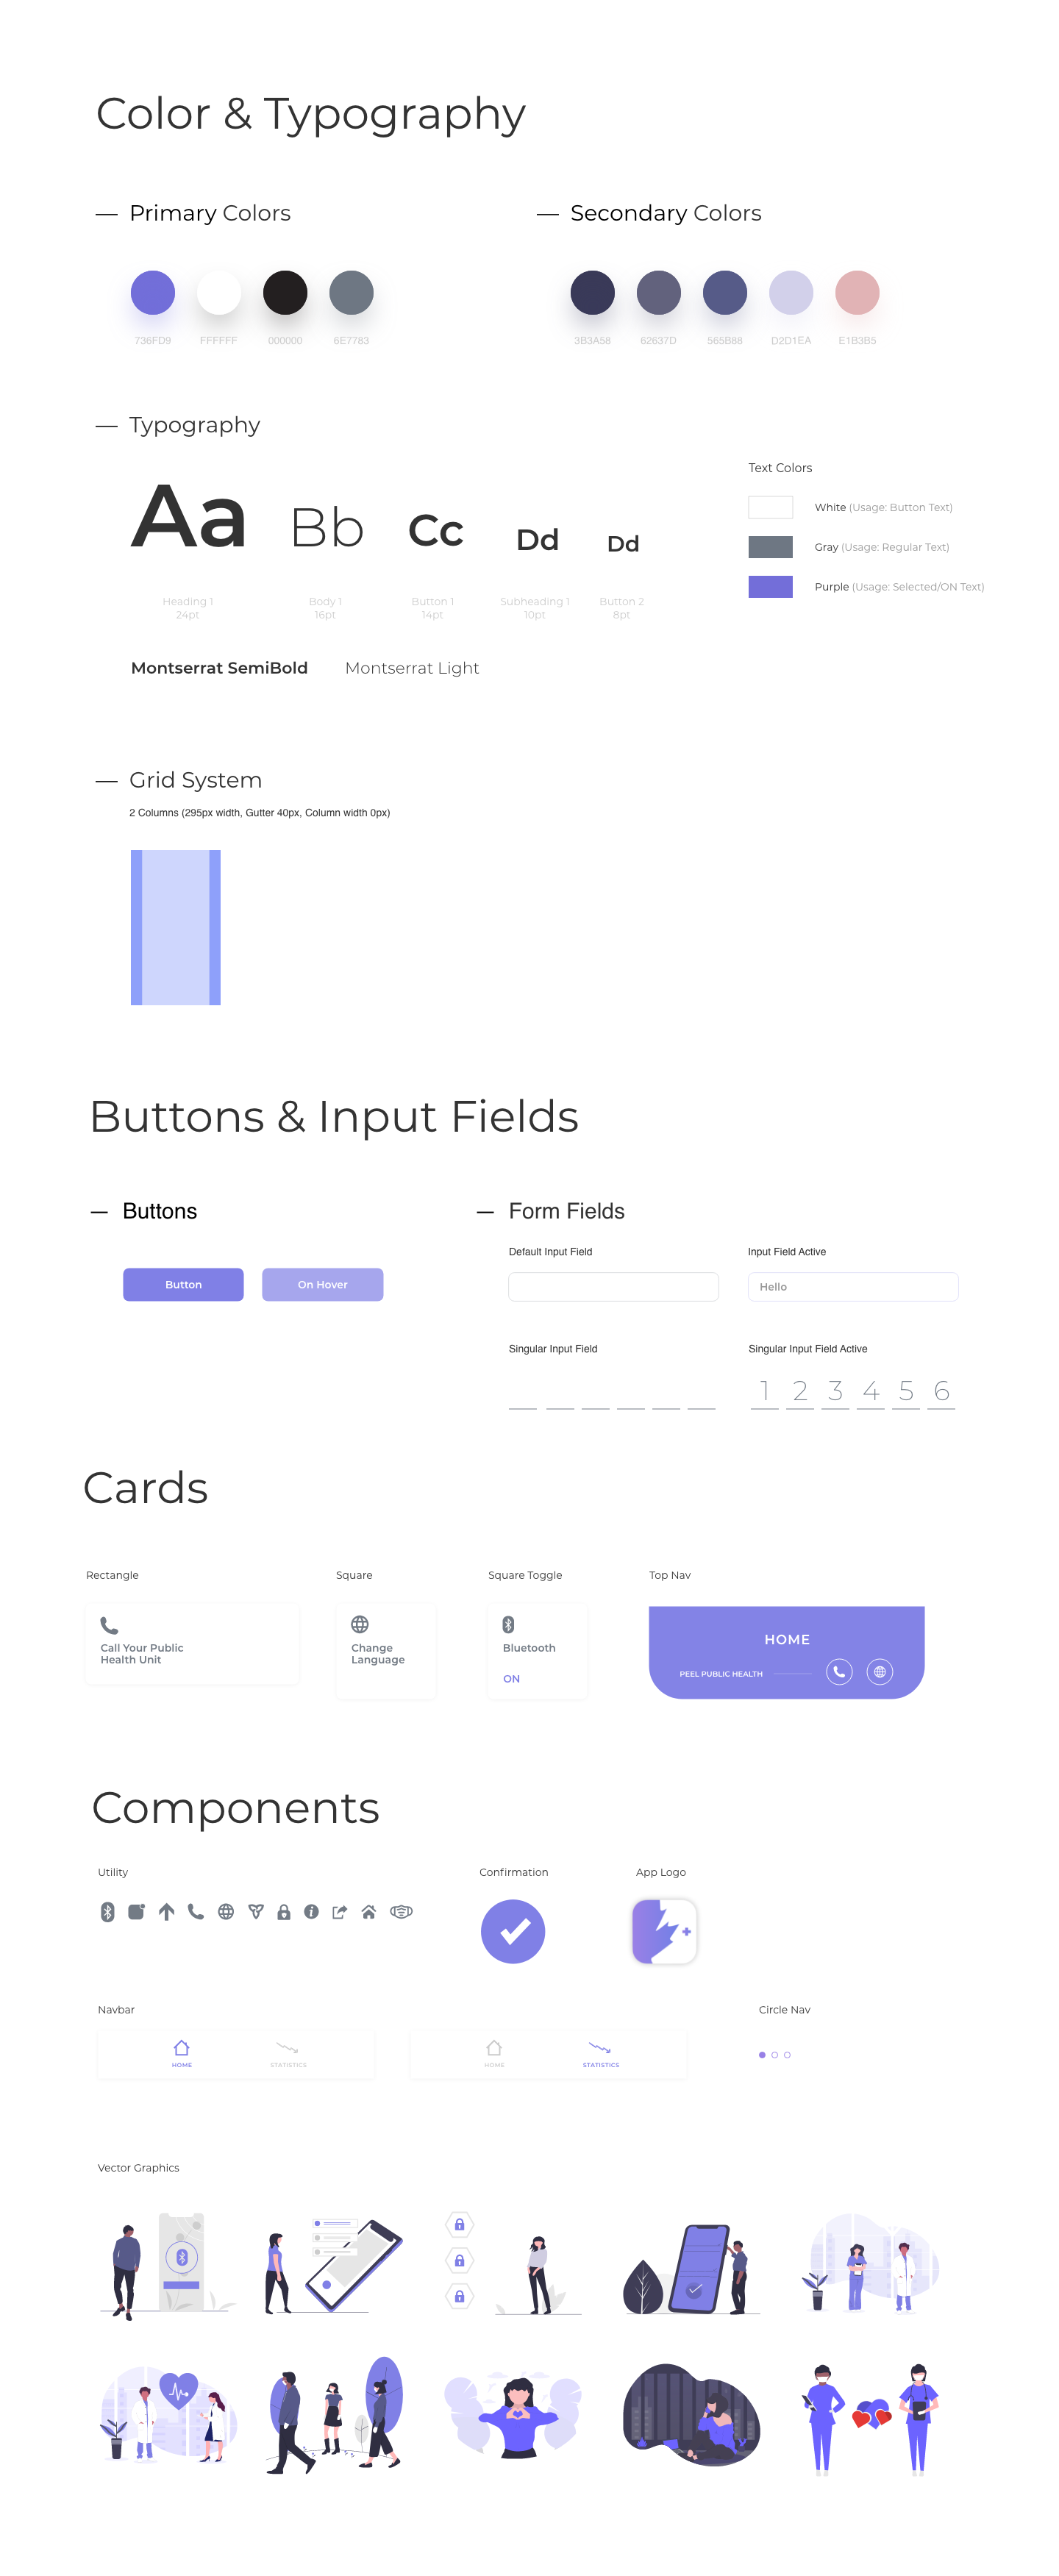 Color & Typography
Primary Colors
Secondary Colors
736FD9
FFFFFF
000000
6E7783
3B3A58
62637D
565B88
D2D1EA
E1B3B5
Typography
Aa
Bb
Cc
Dd
Dd
Heading 1
24pt
Body 1
16pt
Button 1
14pt
Subheading 1
10pt
Button 2
8pt
Montserrat SemiBold
Montserrat Light
Text Colors
White (Usage: Button Text)
Gray (Usage: Regular Text)
Purple (Usage: Selected/ON Text)
Grid System
2 Columns (295px width, Gutter 40px, Column width 0px)
Buttons & Input Fields
Buttons
Button
On Hover
Form Fields
Default Input Field
Input Field Active
Hello
Singular Input Field
Singular Input Field Active
1 2 3 4 5 6
Cards
Rectangle
Call Your Public
Health Unit
Square
Change
Language
Square Toggle
Bluetooth
ON
Top Nav
HOME
PEEL PUBLIC HEALTH
Components
Utility
Confirmation
App Logo
Navbar
HOME
STATISTICS
HOME
STATISTICS
Circle Nav
Vector Graphics